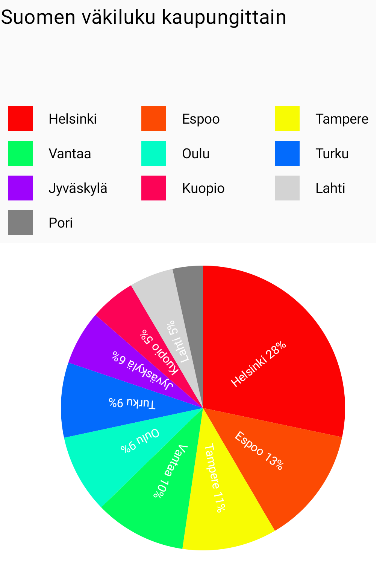 Suomen väkiluku kaupungittain
Helsinki
Espoo
Tampere
Vantaa
Oulu
Turku
Jyväskylä
Kuopio
Lahti
Pori
Helsinki 28%
Espoo 13%
Tampere 11%
Vantaa 10%
Oulu 9%
Turku 9%
Jyväskylä 6%
Kuopio 5%
Lahti 5%